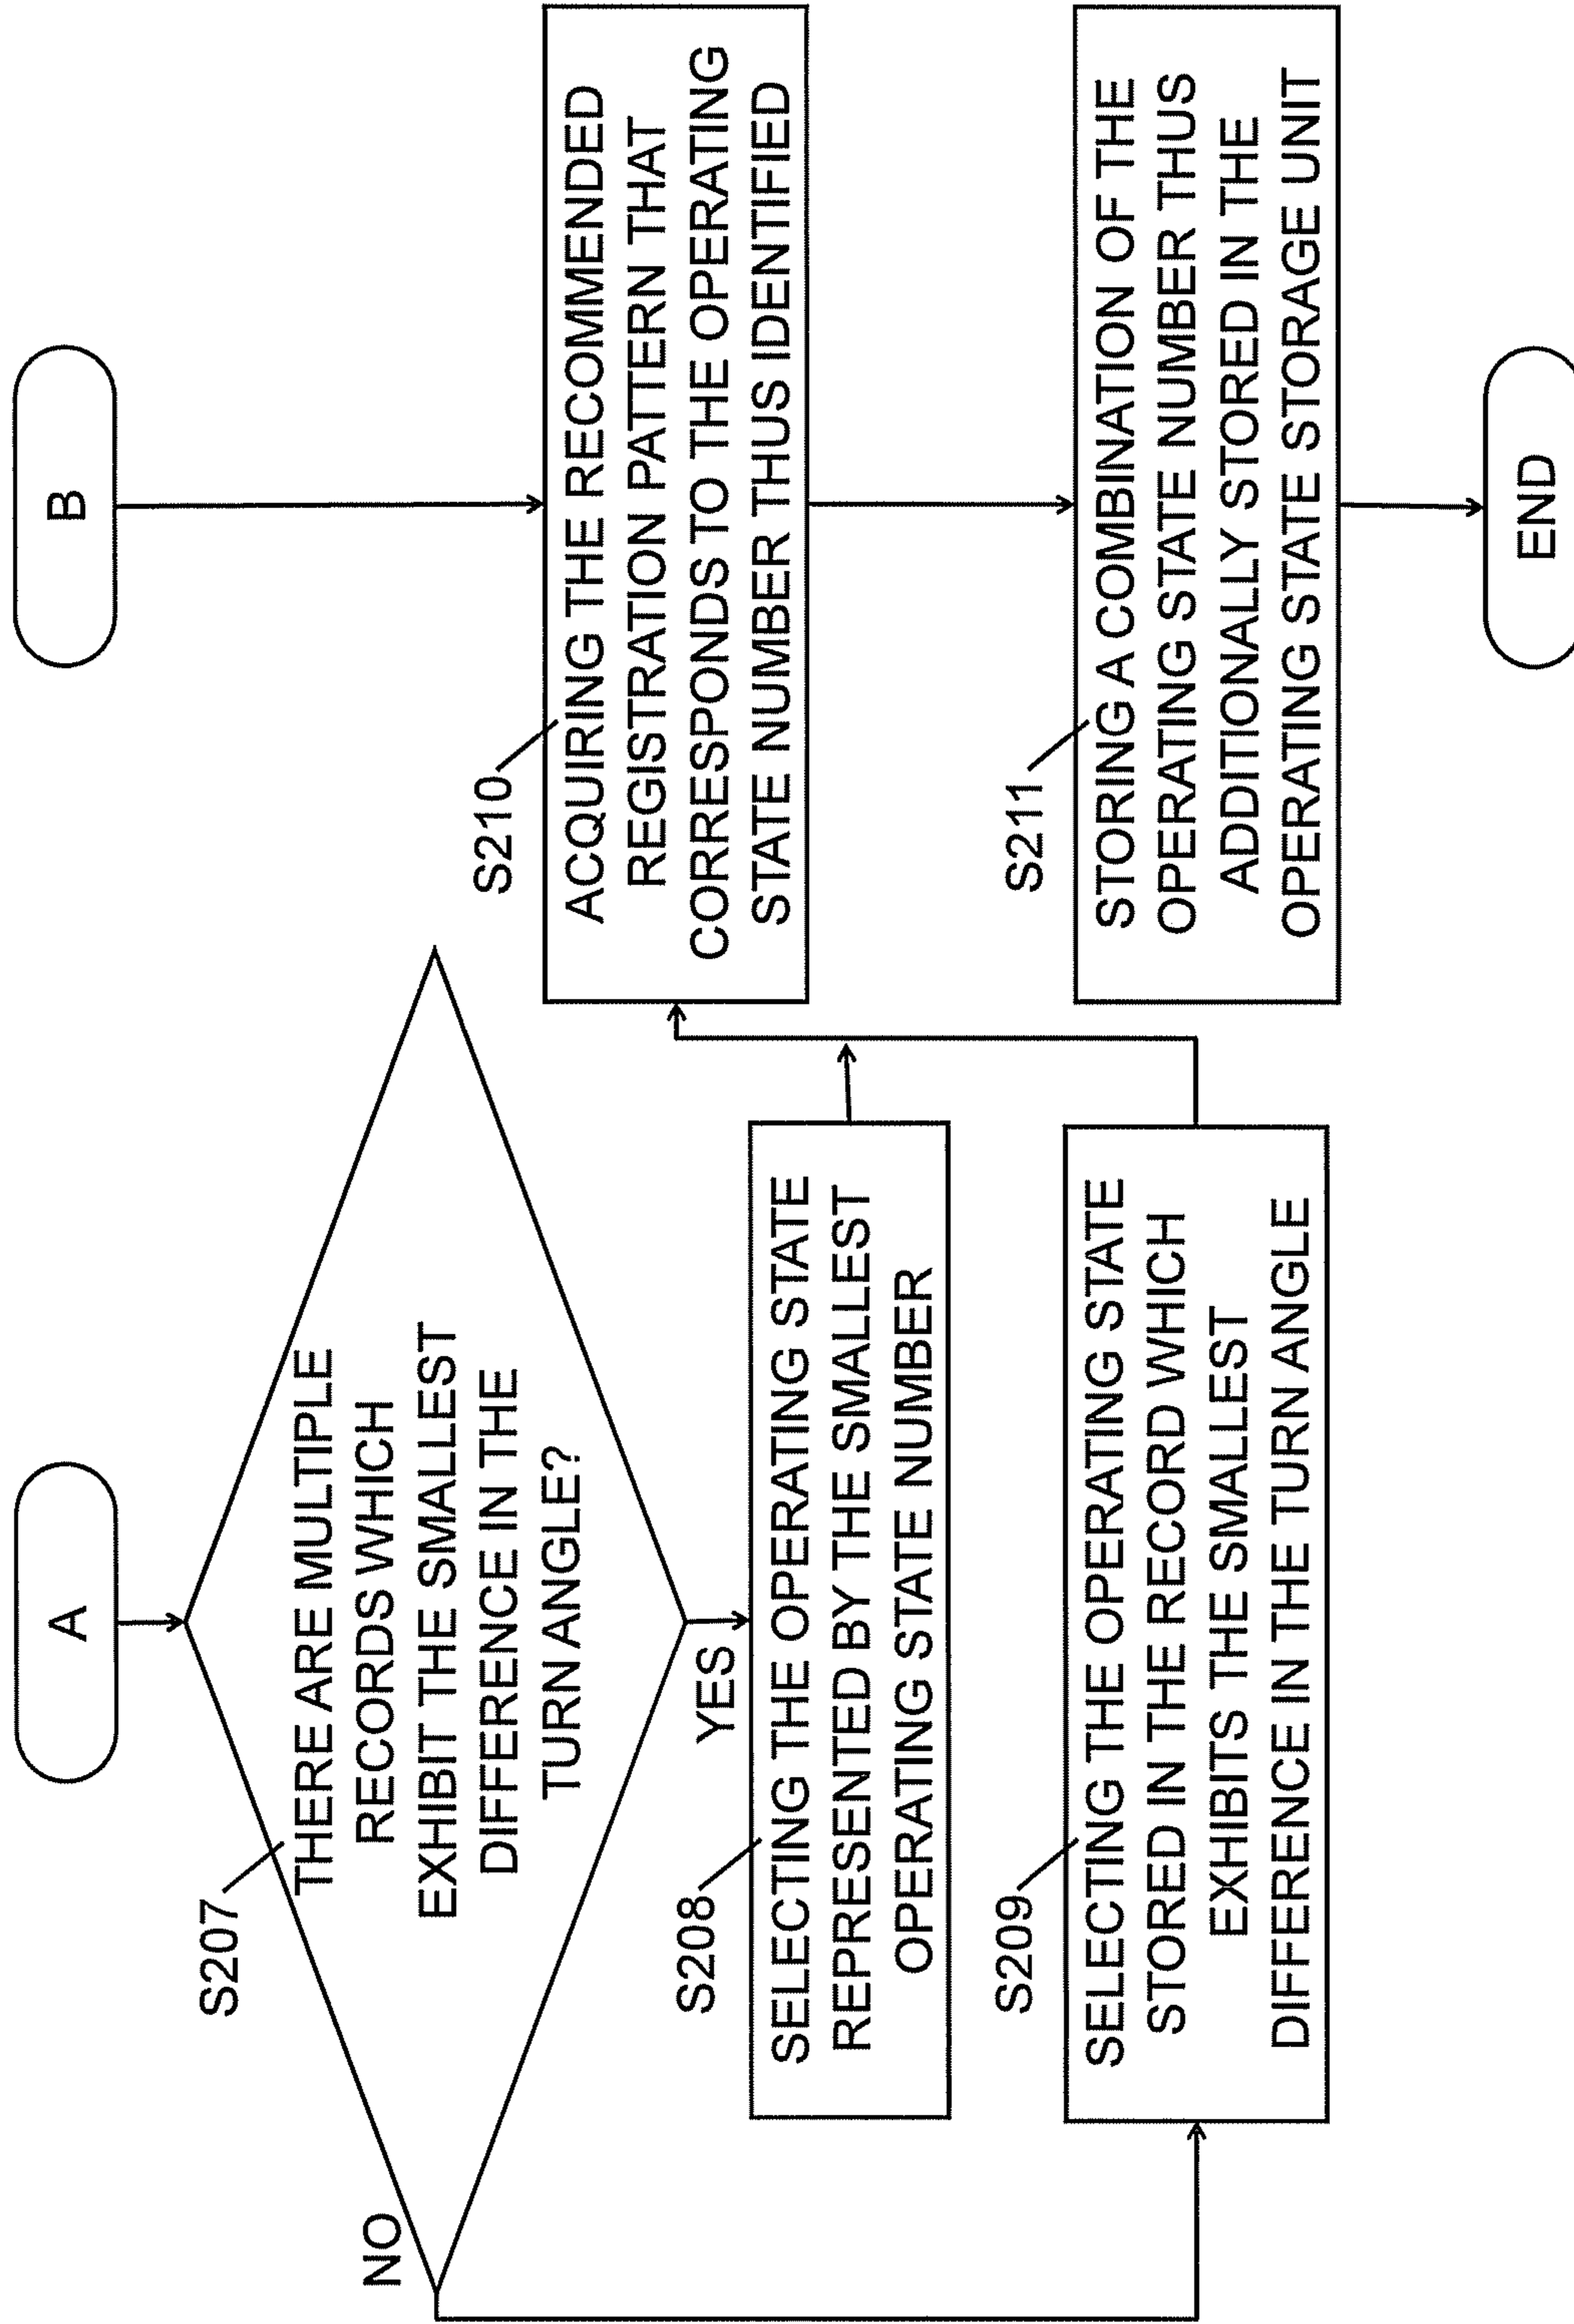 A
S207
THERE ARE MULTIPLE
RECORDS WHICH
EXHIBIT THE SMALLEST
DIFFERENCE IN THE
TURN ANGLE?
NO
YES
S208
SELECTING THE OPERATING STATE
REPRESENTED BY THE SMALLEST
OPERATING STATE NUMBER
S209
SELECTING THE OPERATING STATE
STORED IN THE RECORD WHICH
EXHIBITS THE SMALLEST
DIFFERENCE IN THE TURN ANGLE
B
S210
ACQUIRING THE RECOMMENDED
REGISTRATION PATTERN THAT
CORRESPONDS TO THE OPERATING
STATE NUMBER THUS IDENTIFIED
S211
STORING A COMBINATION OF THE
OPERATING STATE NUMBER THUS
ADDITIONALLY STORED IN THE
OPERATING STATE STORAGE UNIT
END